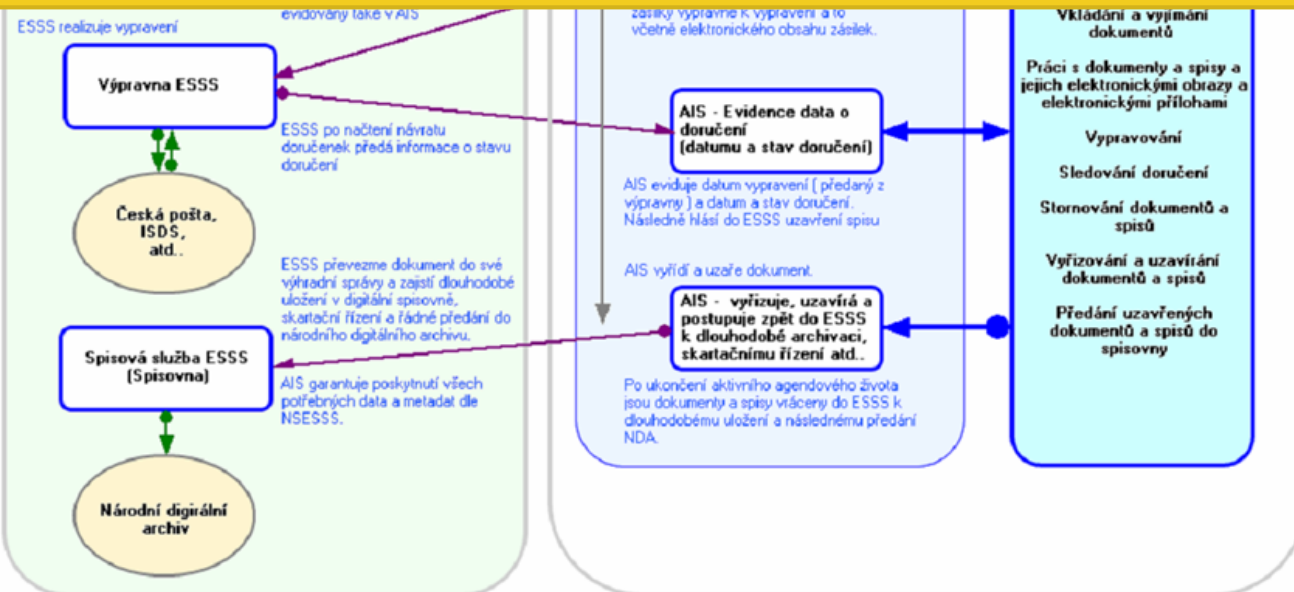 evidovány také v AIS
ESSS realizuje vypravení
Výpravna ESSS
ESSS po načtení návratu
doručenek předá informace o stavu
doručení
Česká pošta,
ISDS,
atd..
ESSS převezme dokument do své
výhradní správy a zajistí dlouhodobé
uložení v digitální spisovně,
skartační řízení a řádné předání do
národního digitálního archivu.
Spisová služba ESSS
(Spisovna)
AIS garantuje poskytnutí všech
potřebných data a metadat dle
NSESSS.
Národní digirální
archiv
zásilky výpravně k vypravení a to
včetně elektronického obsahu zásilek.
AIS - Evidence data o
doručení
(datumu a stav doručení)
AIS eviduje datum vypravení ( předaný z
výpravny ) a datum a stav doručení.
Následně hlásí do ESSS uzavření spisu
AIS vyřídí a uzaře dokument.
AIS - vyřizuje, uzavírá a
postupuje zpět do ESSS
k dlouhodobé archivaci,
skartačnímu řízení atd..
Po ukončení aktivního agendového života
jsou dokumenty a spisy vráceny do ESSS k
dlouhodobému uložení a následnému předání
NDA.
Vkládání a vyjímání
dokumentů
Práci s dokumenty a spisy a
jejich elektronickými obrazy a
elektronickými přílohami
Vypravování
Sledování doručení
Stornování dokumentů a
spisů
Vyřizování a uzavírání
dokumentů a spisů
Předání uzavřených
dokumentů a spisů do
spisovny